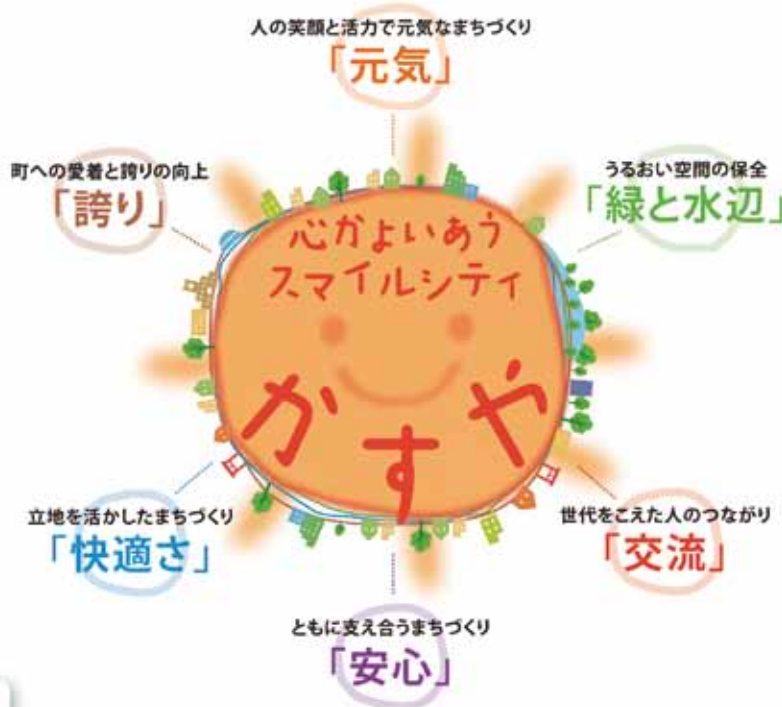 人の笑顔と活力で元気なまちづくり
「元気」
町への愛着と誇りの向上
「誇り」
うるおい空間の保全
「緑と水辺」
心かよいあう
スマイルシティ
かすや
立地を活かしたまちづくり
「快適さ」
世代をこえた人のつながり
「交流」
ともに支え合うまちづくり
「安心」